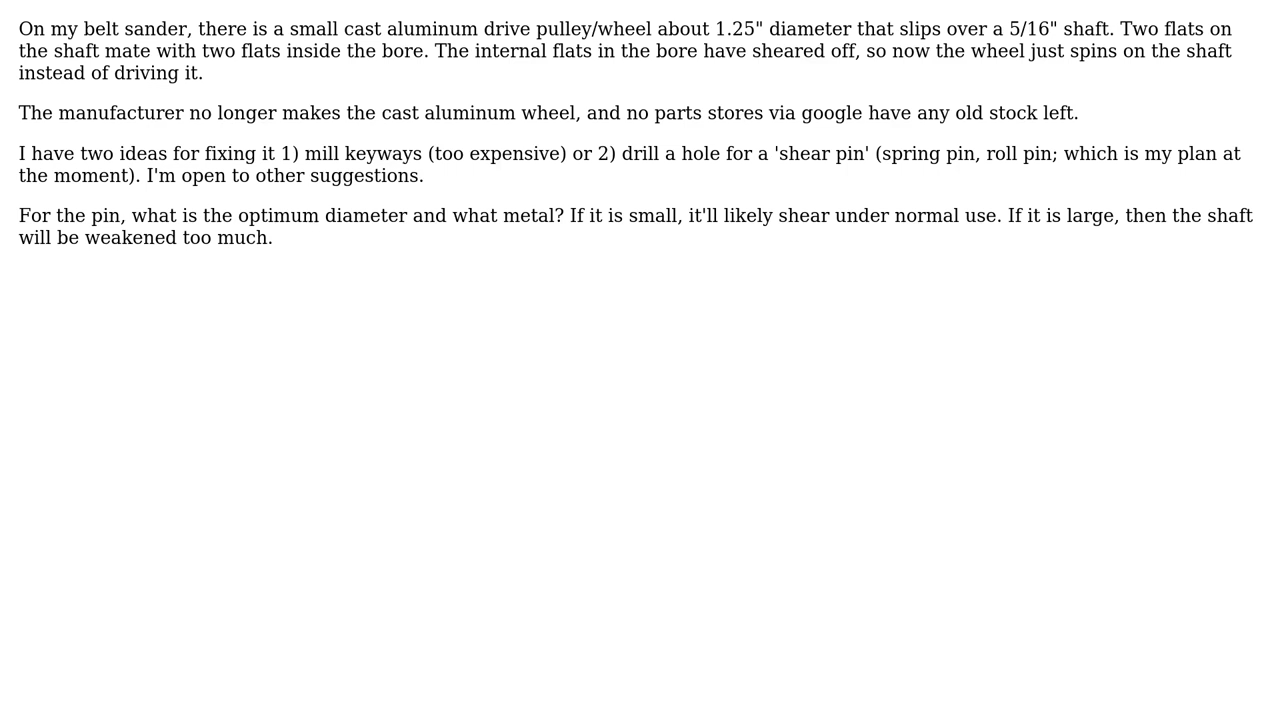 On my belt sander, there is a small cast aluminum drive pulley/wheel about 1.25" diameter that slips over a 5/16" shaft. Two flats on
the shaft mate with two flats inside the bore. The internal flats in the bore have sheared off, so now the wheel just spins on the shaft
instead of driving it.
The manufacturer no longer makes the cast aluminum wheel, and no parts stores via google have any old stock left.
I have two ideas for fixing it 1) mill keyways (too expensive) or 2) drill a hole for a 'shear pin' (spring pin, roll pin; which is my plan at
the moment). I'm open to other suggestions.
For the pin, what is the optimum diameter and what metal? If it is small, it'll likely shear under normal use. If it is large, then the shaft
will be weakened too much.